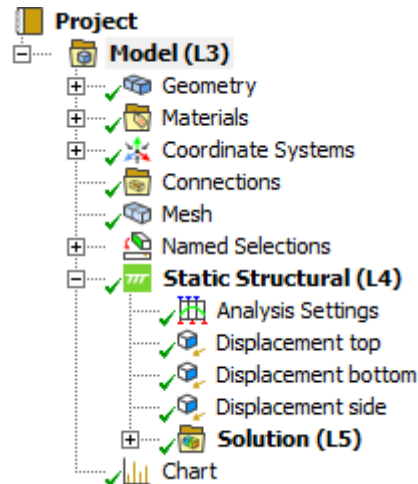 Project
Model (L3)
Geometry
Materials
Coordinate Systems
Connections
Mesh
Named Selections
Static Structural (L4)
Analysis Settings
Displacement top
Displacement bottom
Displacement side
Solution (L5)
Chart